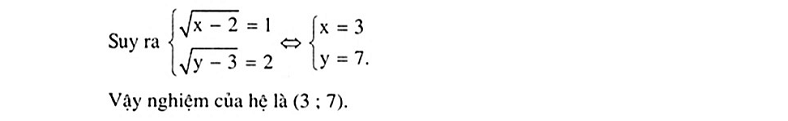 Suy ra { √(x − 2) = 1 ⇔ { x = 3
√(y − 3) = 2 y = 7.
Vậy nghiệm của hệ là (3 ; 7).